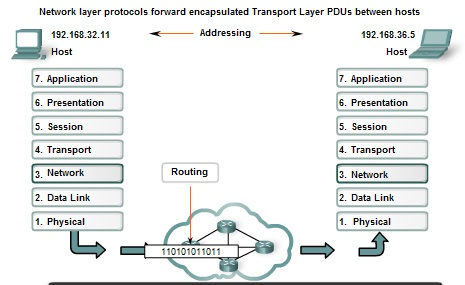 Network layer protocols forward encapsulated Transport Layer PDUs between hosts
192.168.32.11
Host
Addressing
192.168.36.5
Host
7. Application
6. Presentation
5. Session
4. Transport
3. Network
2. Data Link
1. Physical
Routing
110101011011
7. Application
6. Presentation
5. Session
4. Transport
3. Network
2. Data Link
1. Physical